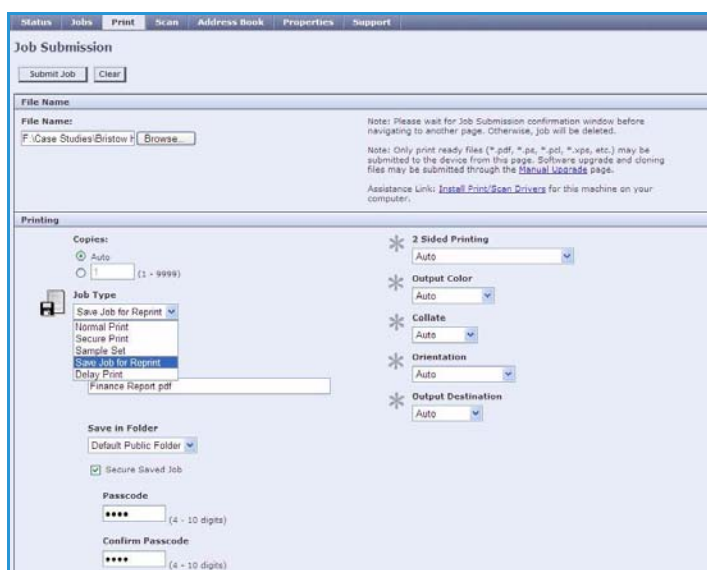 Status Jobs Print Scan Address Book Properties Support
Job Submission
Submit Job Clear
File Name
File Name:
F:\Case Studies\Bristow H Browse...
Note: Please wait for Job Submission confirmation window before
navigating to another page. Otherwise, job will be deleted.
Note: Only print ready files (*.pdf, *.ps, *.pcl, *.xps, etc.) may be
submitted to the device from this page. Software upgrade and cloning
files may be submitted through the Manual Upgrade page.
Assistance Link: Install Print/Scan Drivers for this machine on your
computer.
Printing
Copies:
Auto
1 (1 - 9999)
Job Type
Save Job for Reprint
Normal Print
Secure Print
Sample Set
Save Job for Reprint
Delay Print
Finance Report pdf
Save in Folder
Default Public Folder
Secure Saved Job
Passcode
•••• (4 - 10 digits)
Confirm Passcode
•••• (4 - 10 digits)
2 Sided Printing
Auto
Output Color
Auto
Collate
Auto
Orientation
Auto
Output Destination
Auto